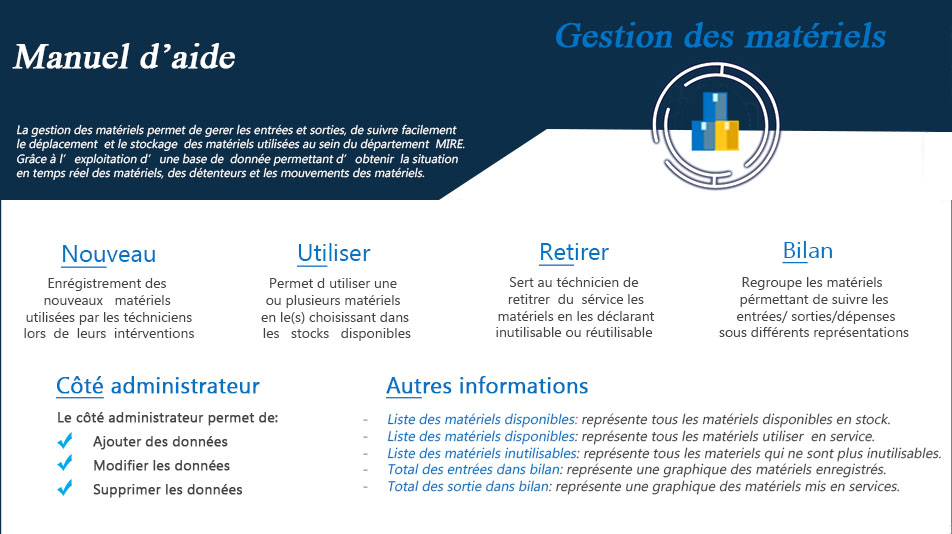 Manuel d’aide
Gestion des matériels
La gestion des matériels permet de gerer les entrées et sorties, de suivre facilement
le déplacement et le stockage des matériels utilisées au sein du département MIRE.
Grâce à l’ exploitation d’ une base de donnée permettant d’ obtenir la situation
en temps réel des matériels, des détenteurs et les mouvements des matériels.
Nouveau
Enrégistrement des
nouveaux matériels
utilisées par les tèchniciens
lors de leurs interventions
Utiliser
Permet d utiliser une
ou plusieurs matériels
en le(s) choisissant dans
les stocks disponibles
Retirer
Sert au téchnicien de
retitrer du sérvice les
matériels en les déclarant
inutilisable ou réutilisable
Bilan
Regroupe les matériels
pérmettant de suivre les
entrées/ sorties/dépenses
sous différents représentations
Côté administrateur
Le côté administrateur permet de:
Ajouter des données
Modifier les données
Supprimer les données
Autres informations
- Liste des matériels disponibles: représente tous les matériels disponibles en stock.
- Liste des matériels disponibles: représente tous les matériels utiliser en service.
- Liste des matériels inutilisables: représente tous les materiels qui ne sont plus inutilisables.
- Total des entrées dans bilan: représente une graphique des matériels enregistrés.
- Total des sortie dans bilan: représente une graphique des matériels mis en services.